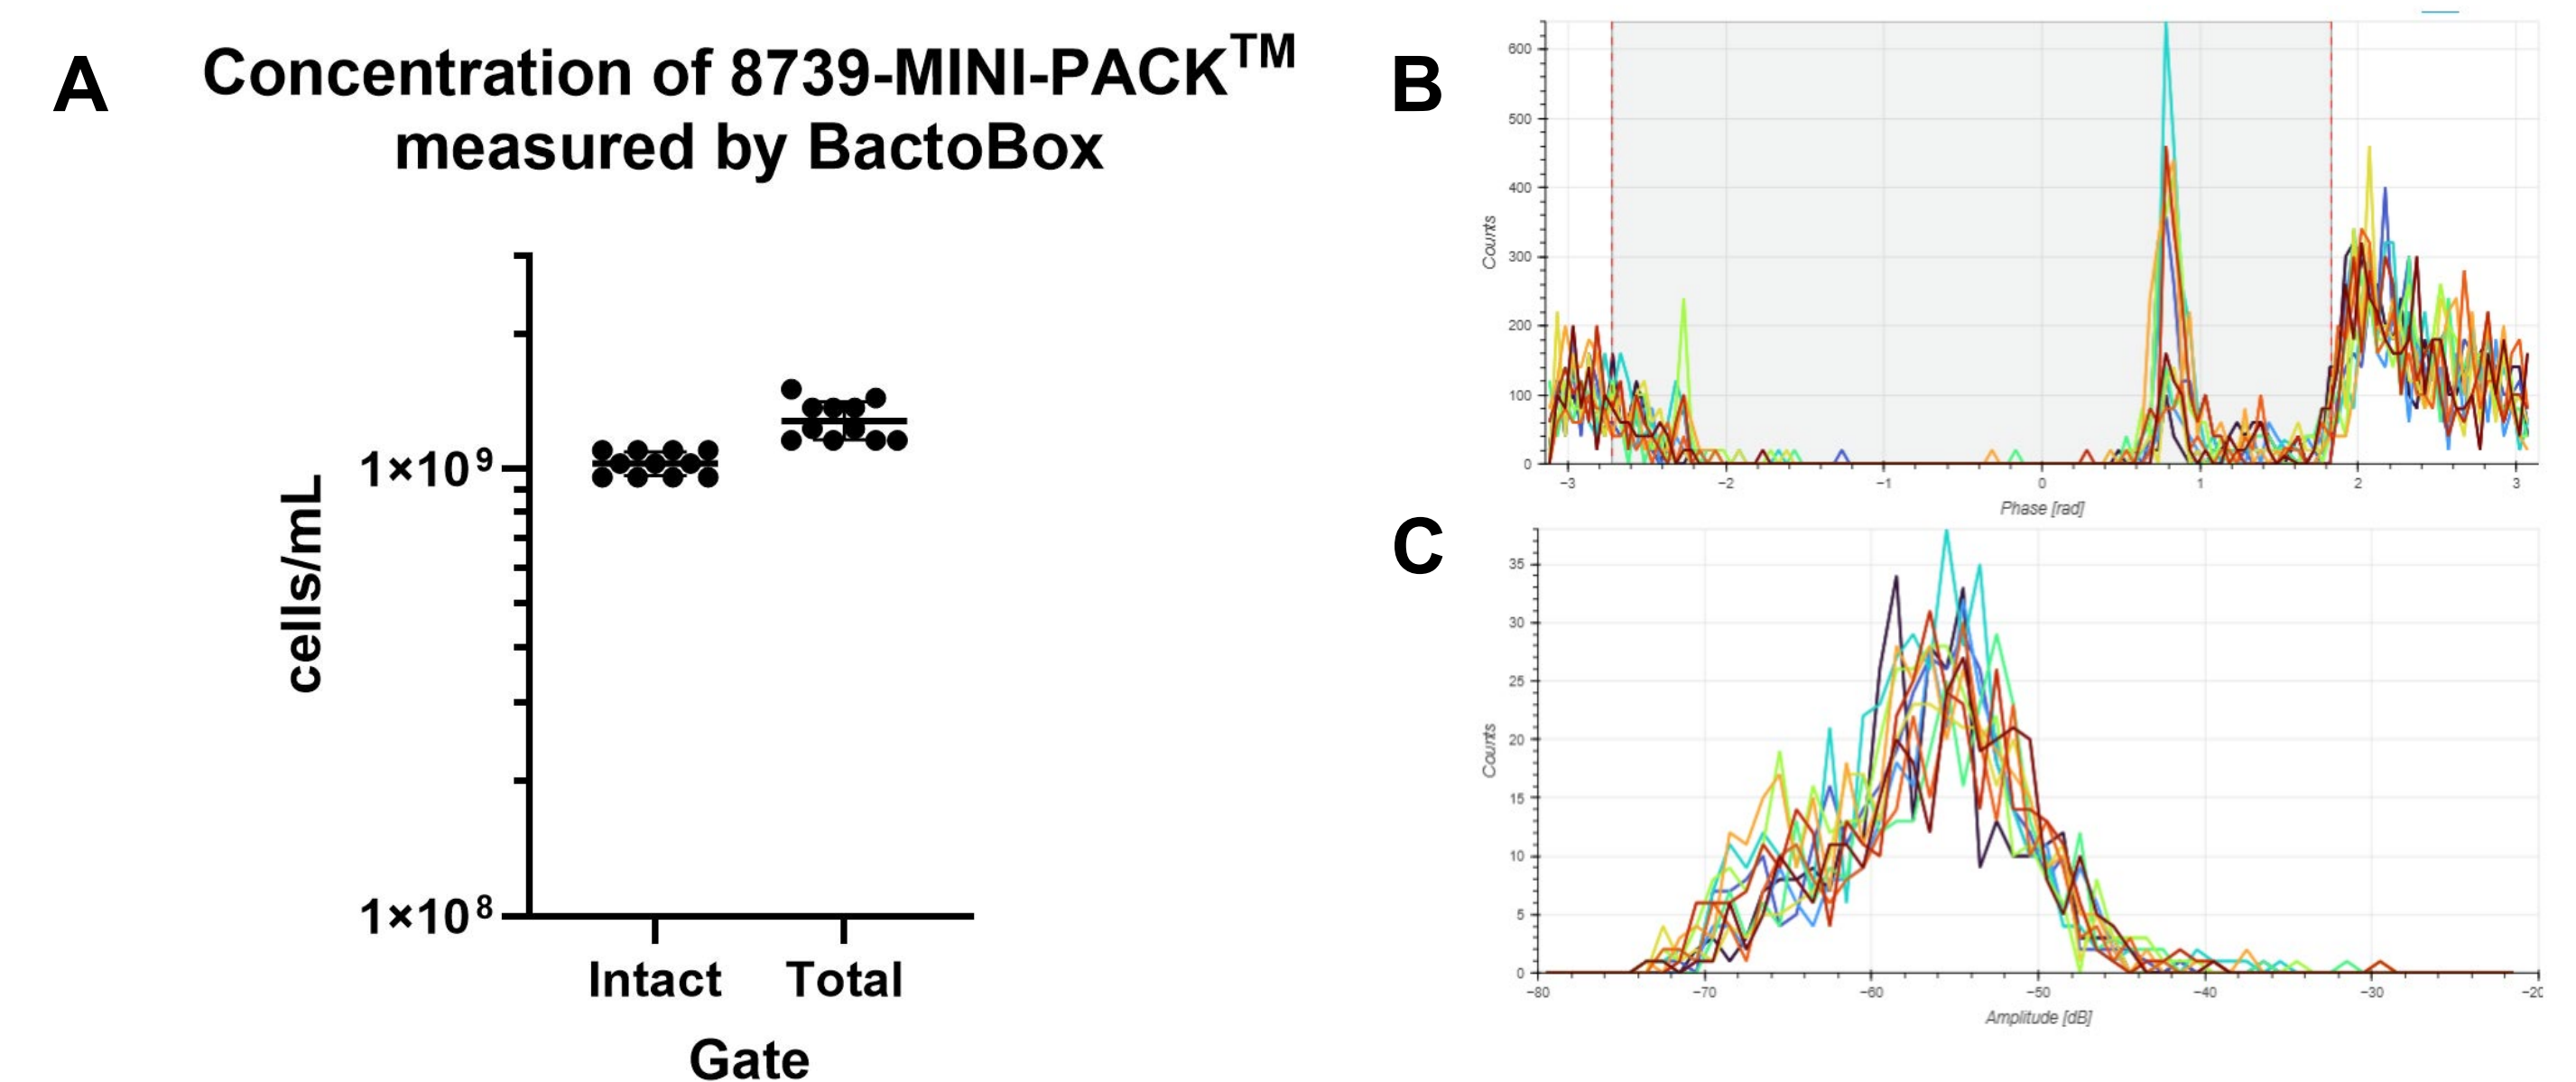 A
Concentration of 8739-MINI-PACK™
measured by BactoBox
cells/mL
1×10⁹
1×10⁸
Intact Total
Gate
B
Counts
600
500
400
300
200
100
0
−3 −2 −1 0 1 2 3
Phase [rad]
C
Counts
35
30
25
20
15
10
5
0
−80 −70 −60 −50 −40 −30 −20
Amplitude [dB]